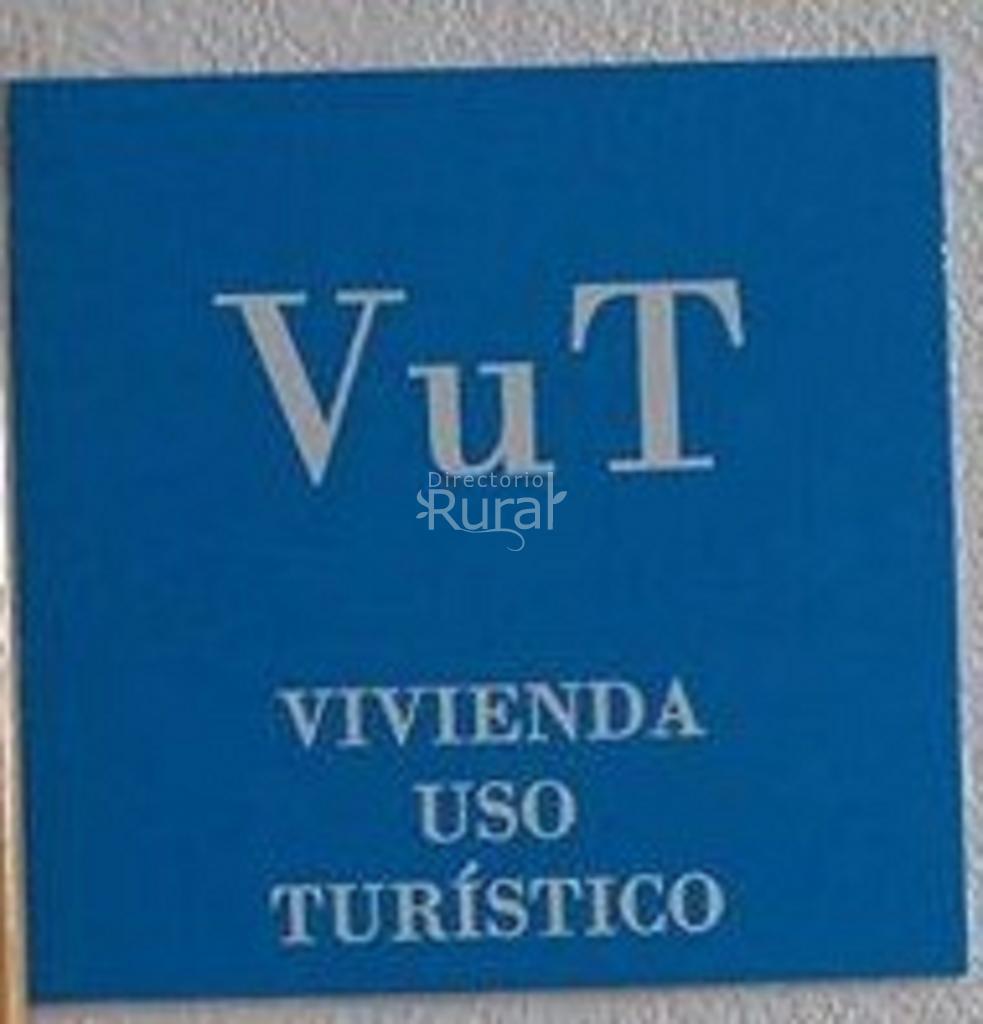 VuT
Directorio
Rural
VIVIENDA
USO
TURÍSTICO